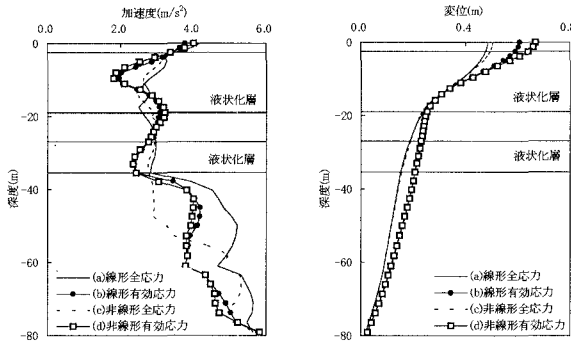 加速度(m/s²)
0.0 2.0 4.0 6.0
0
-20
-40
-60
-80
深度(m)
液状化層
液状化層
(a)線形全応力
(b)線形有効応力
(c)非線形全応力
(d)非線形有効応力
変位(m)
0.0 0.4 0.8
0
-20
-40
-60
-80
深度(m)
液状化層
液状化層
(a)線形全応力
(b)線形有効応力
(c)非線形全応力
(d)非線形有効応力